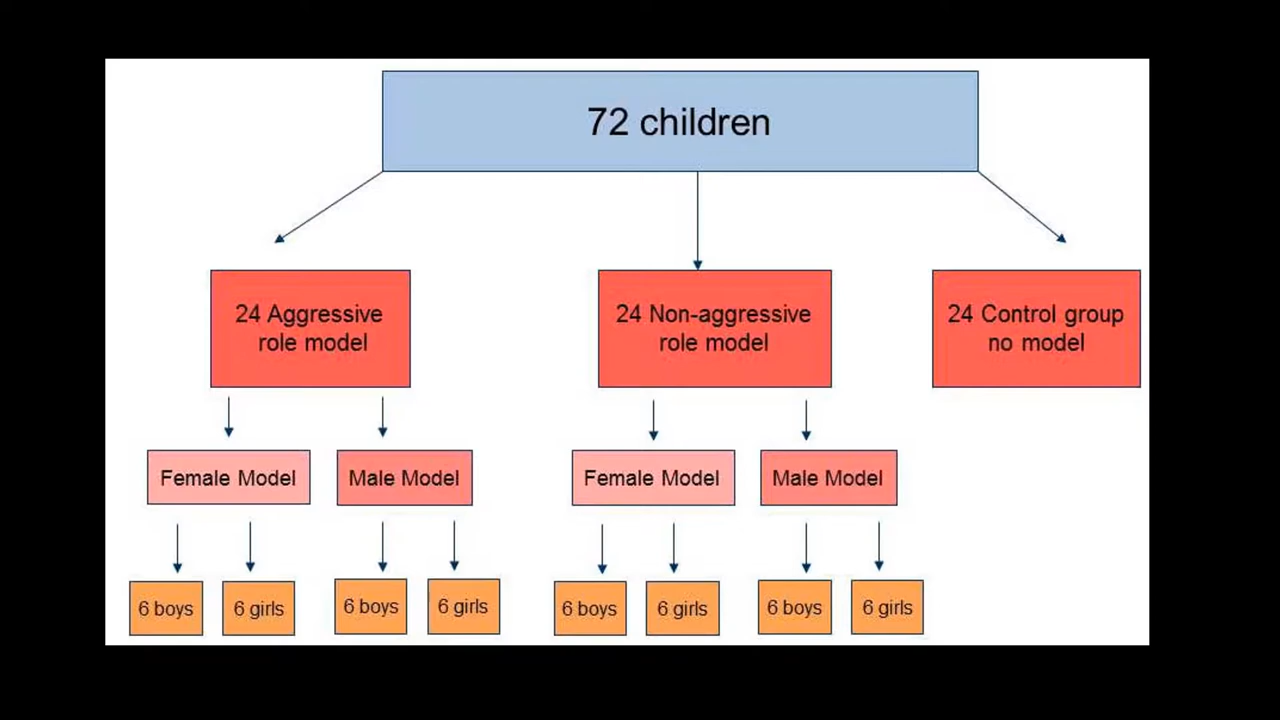 72 children
24 Aggressive
role model
24 Non-aggressive
role model
24 Control group
no model
Female Model
Male Model
Female Model
Male Model
6 boys
6 girls
6 boys
6 girls
6 boys
6 girls
6 boys
6 girls